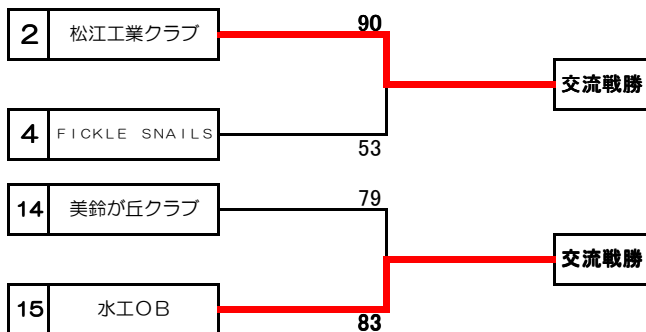 2 松江工業クラブ 90
交流戦勝
4 ＦＩＣＫＬＥ　ＳＮＡＩＬＳ 53
14 美鈴が丘クラブ 79
交流戦勝
15 水工ＯＢ 83